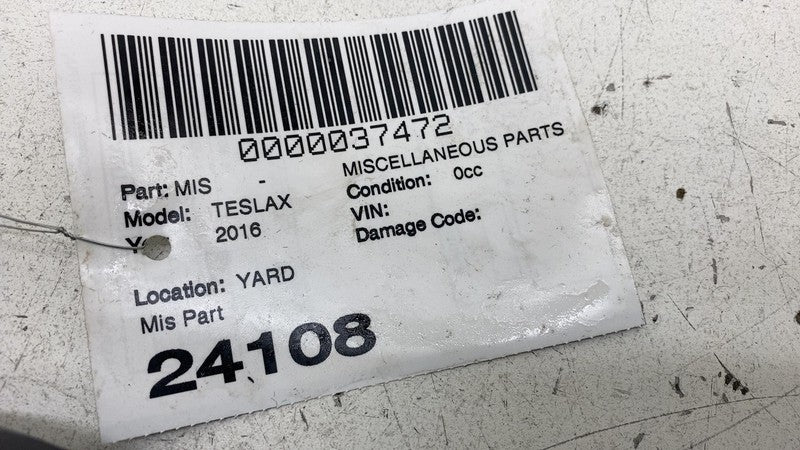 0000037472
Part: MIS - MISCELLANEOUS PARTS
Model: TESLAX Condition: 0cc
2016 VIN:
Damage Code:
Location: YARD
Mis Part
24108